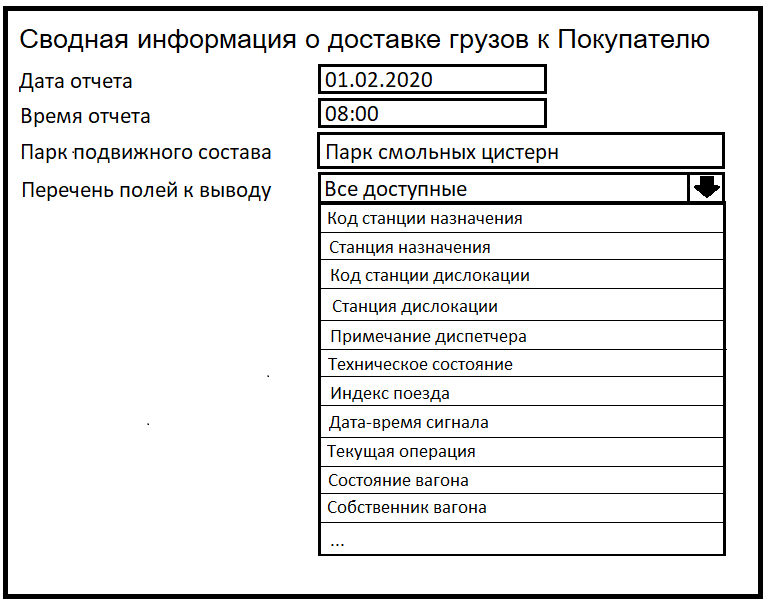 Сводная информация о доставке грузов к Покупателю
Дата отчета 01.02.2020
Время отчета 08:00
Парк подвижного состава Парк смольных цистерн
Перечень полей к выводу Все доступные
Код станции назначения
Станция назначения
Код станции дислокации
Станция дислокации
Примечание диспетчера
Техническое состояние
Индекс поезда
Дата-время сигнала
Текущая операция
Состояние вагона
Собственник вагона
...